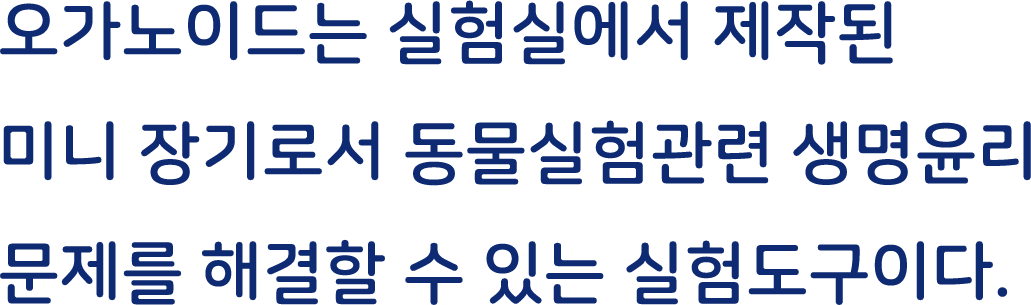 오가노이드는 실험실에서 제작된
미니 장기로서 동물실험관련 생명윤리
문제를 해결할 수 있는 실험도구이다.